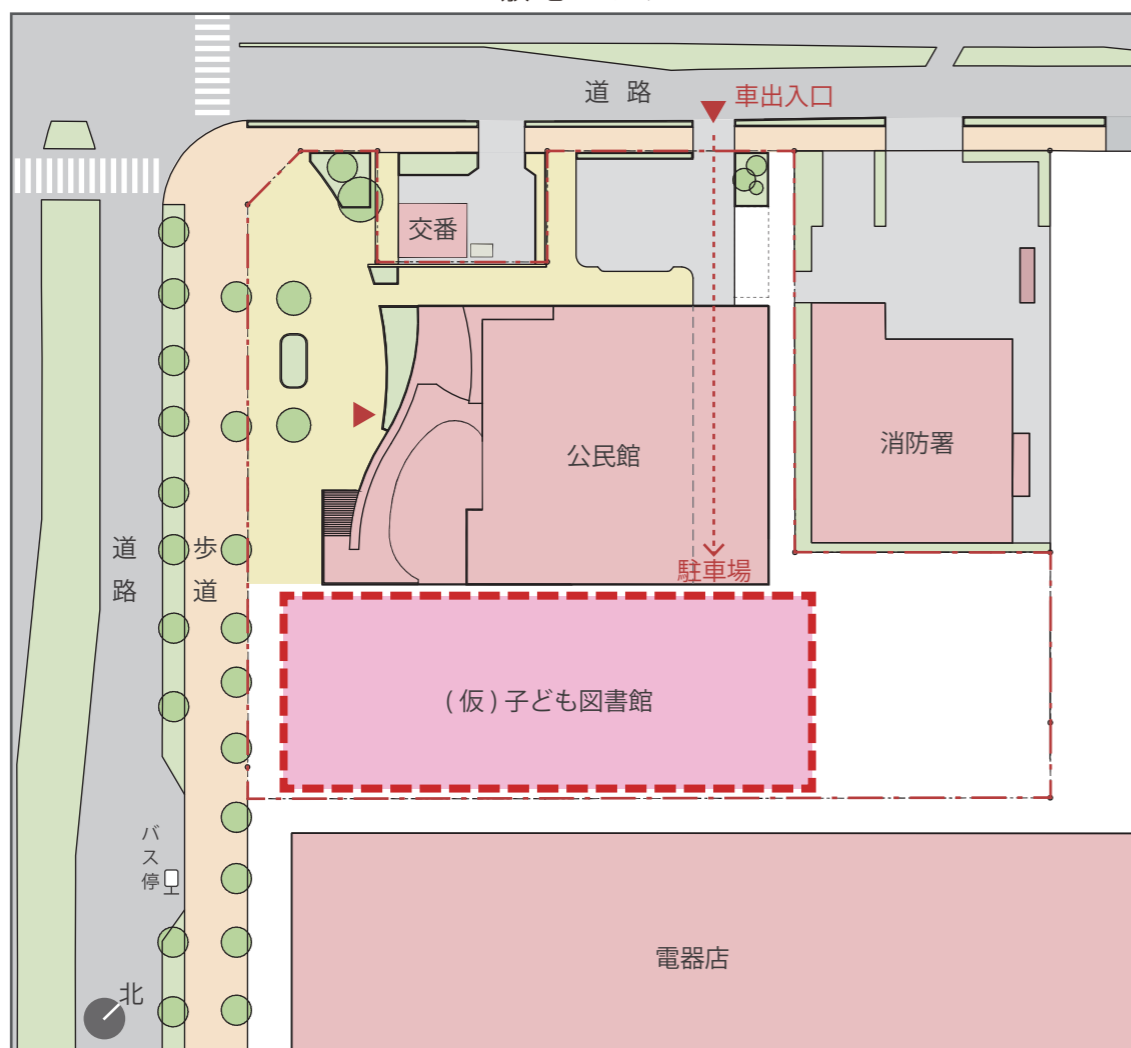 道路
車出入口
交番
公民館
消防署
道路
歩道
駐車場
(仮)子ども図書館
バス停
電器店
北